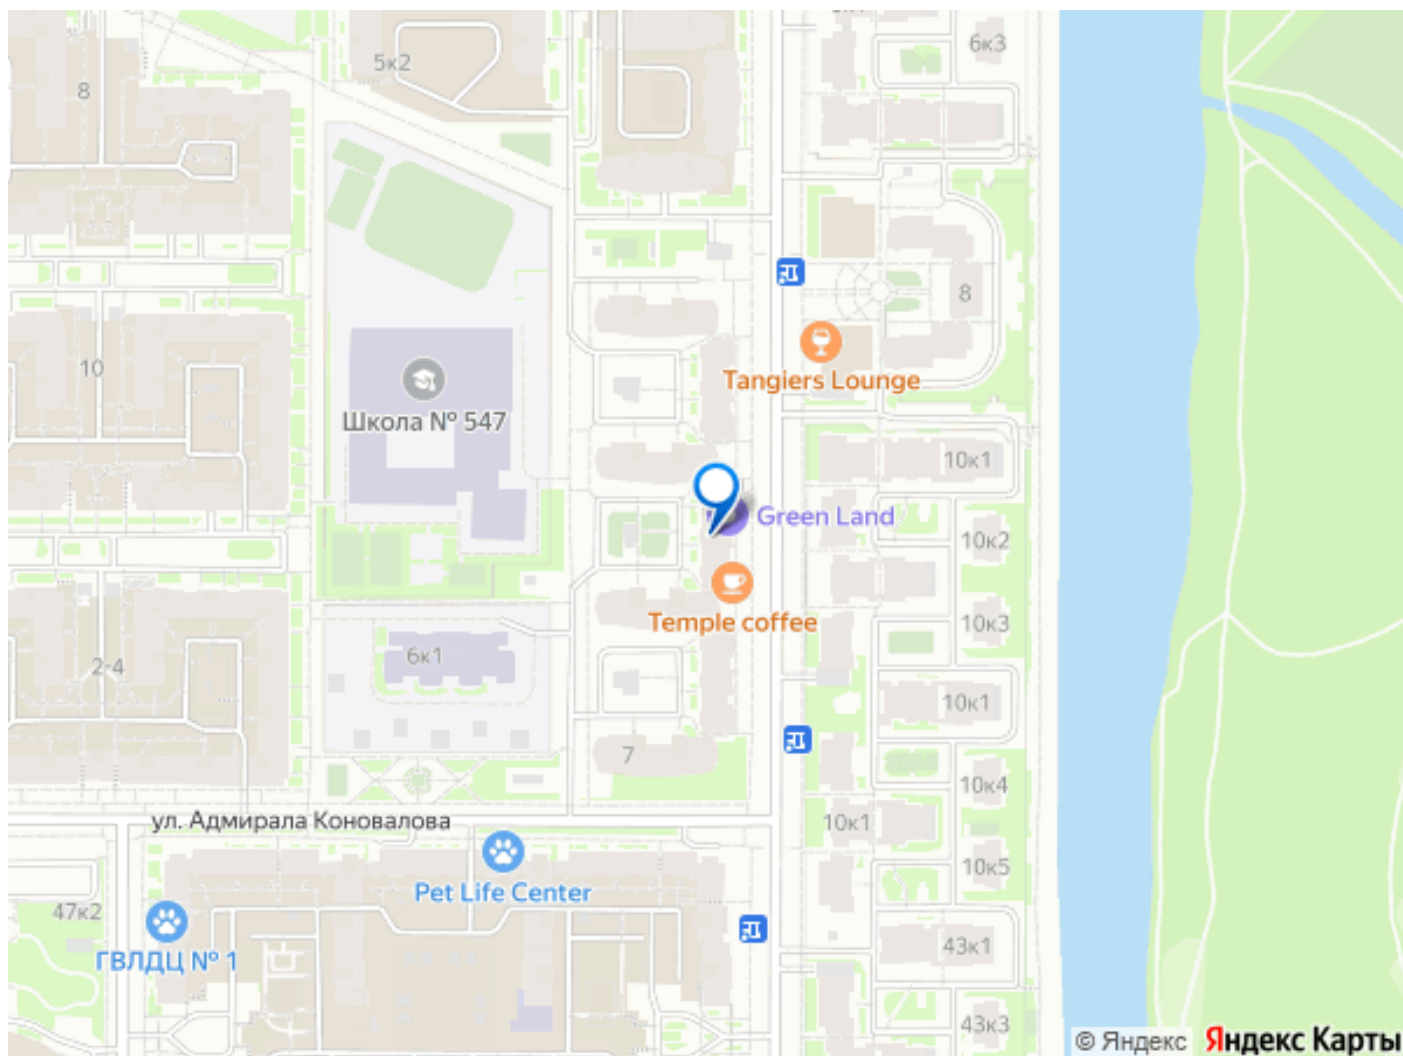 5к2
6к3
8
8
10
Tangiers Lounge
Школа № 547
10к1
Green Land
10к2
Temple coffee
10к3
6к1
2-4
10к1
7
10к4
ул. Адмирала Коновалова
10к1
10к5
Pet Life Center
47к2
43к1
ГВЛДЦ № 1
43к3
© Яндекс Яндекс Карты